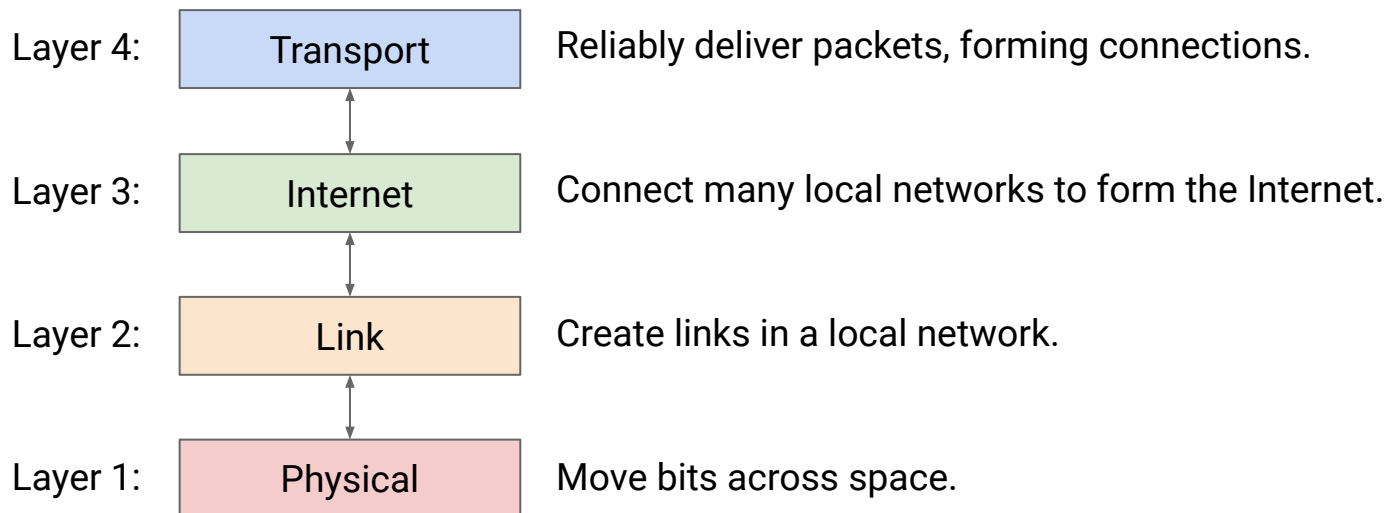 Layer 4: Transport Reliably deliver packets, forming connections.
Layer 3: Internet Connect many local networks to form the Internet.
Layer 2: Link Create links in a local network.
Layer 1: Physical Move bits across space.